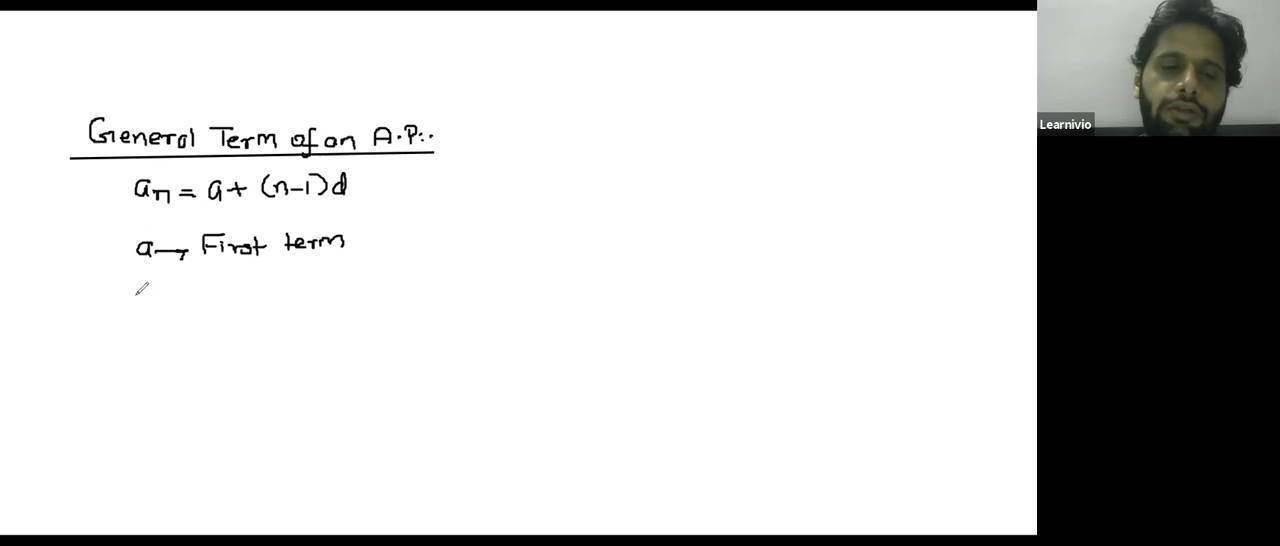 General Term of an A.P:.
an = a + (n-1)d
a → First term
Learnivio